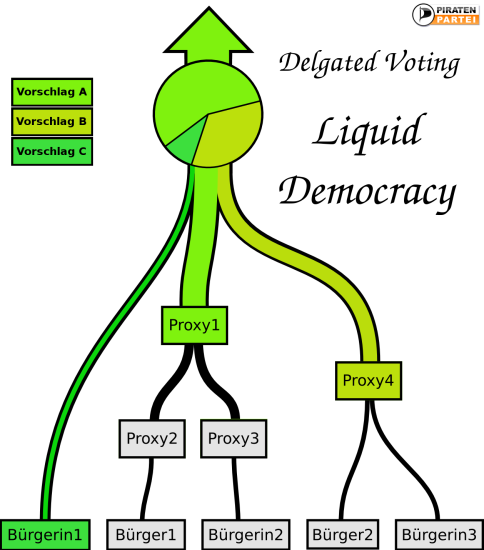 PIRATEN
PARTEI
Delgated Voting
Liquid
Democracy
Vorschlag A
Vorschlag B
Vorschlag C
Proxy1
Proxy4
Proxy2 Proxy3
Bürgerin1 Bürger1 Bürgerin2 Bürger2 Bürgerin3